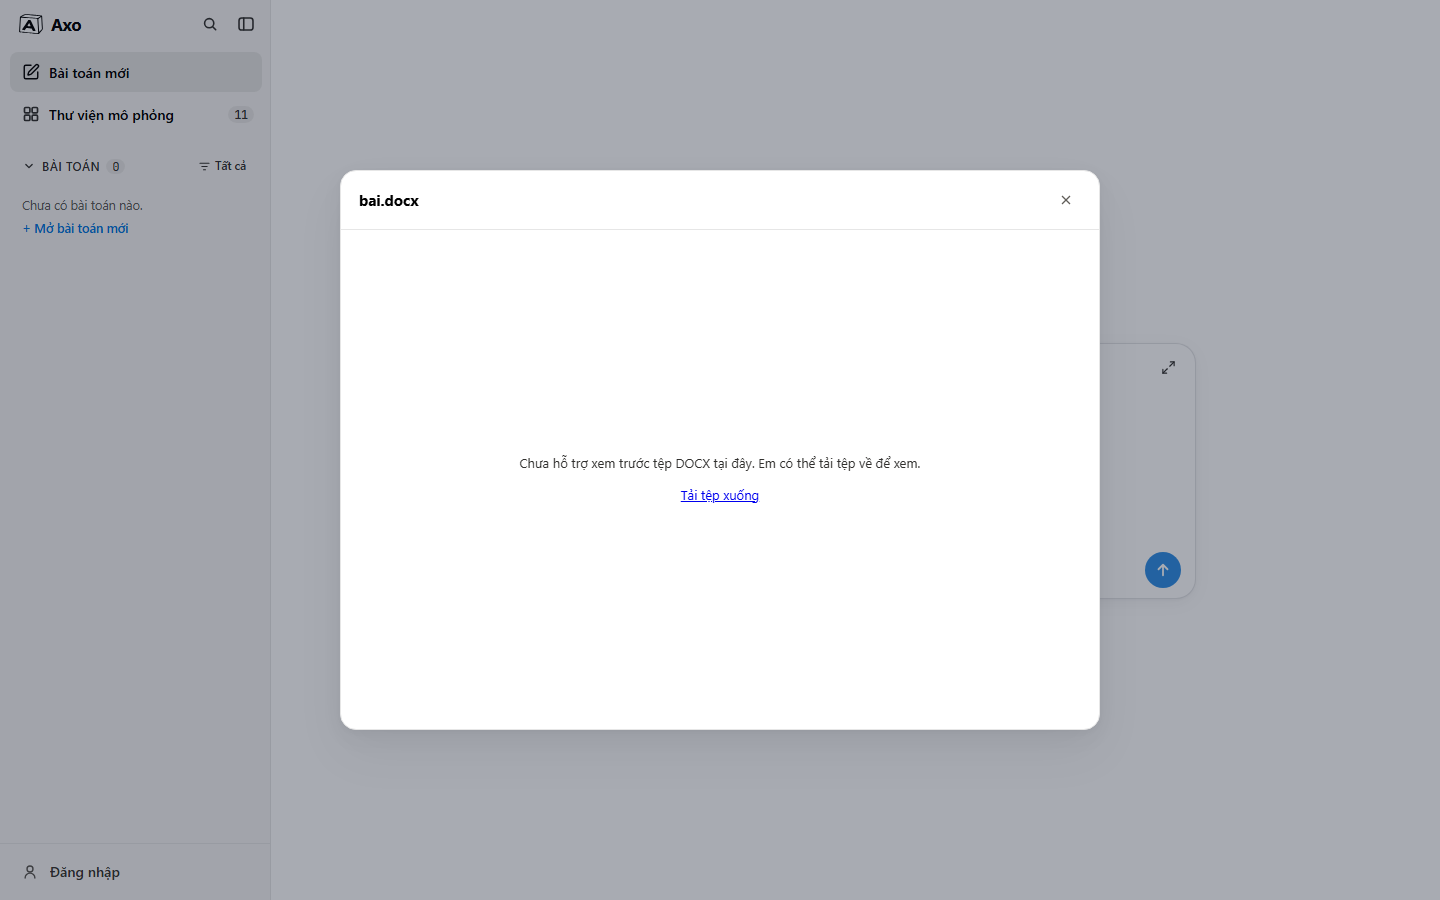 Axo
Bài toán mới
Thư viện mô phỏng 11
BÀI TOÁN 0 Tất cả
Chưa có bài toán nào.
+ Mở bài toán mới
bai.docx
Chưa hỗ trợ xem trước tệp DOCX tại đây. Em có thể tải tệp về để xem.
Tải tệp xuống
Đăng nhập